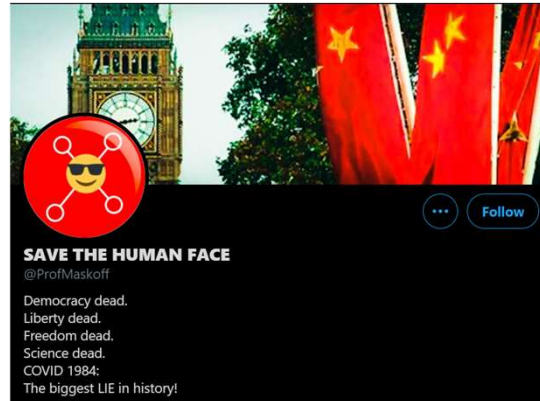 Follow
SAVE THE HUMAN FACE
@ProfMaskoff
Democracy dead.
Liberty dead.
Freedom dead.
Science dead.
COVID 1984:
The biggest LIE in history!